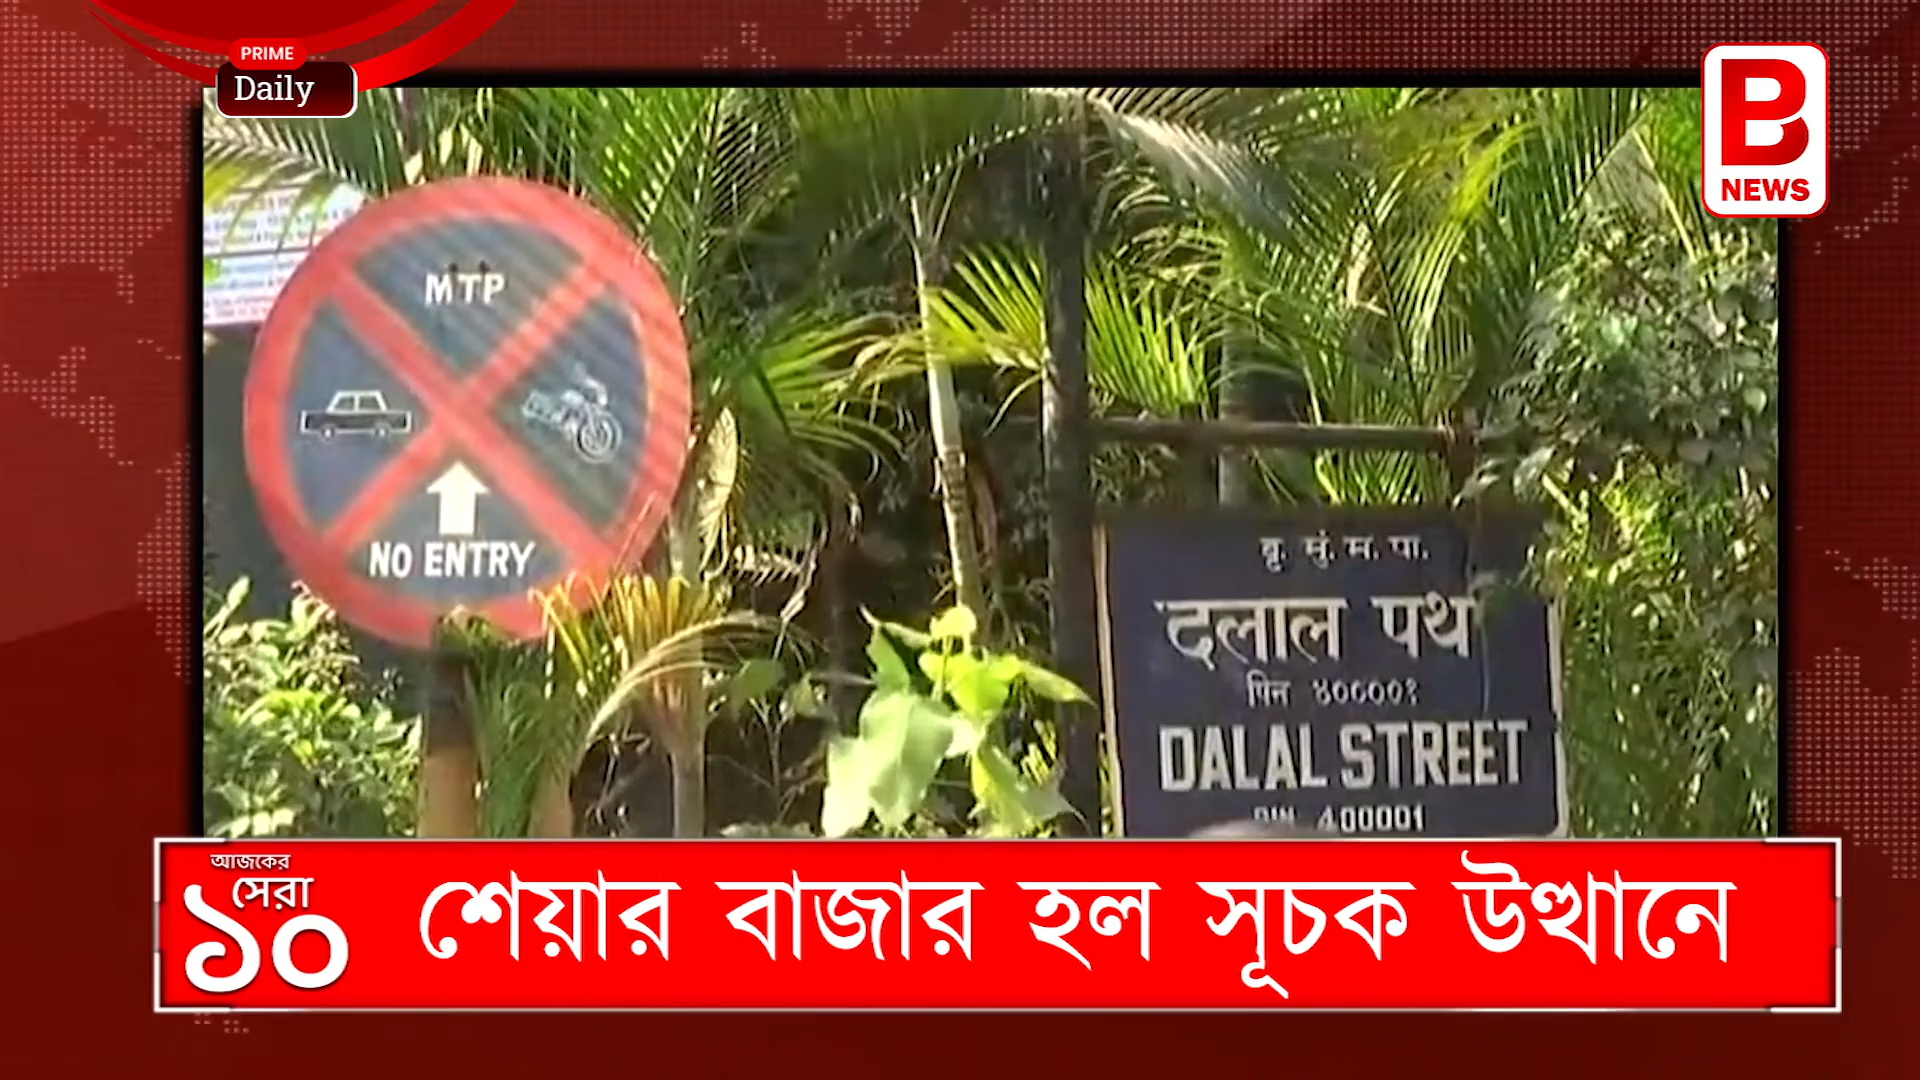 PRIME
Daily
B
NEWS
MTP
NO ENTRY
बृ. मुं. म. पा.
दलाल पथ
पिन ४००००१
DALAL STREET
PIN 400001
আজকের
সেরা
১০
শেয়ার বাজার হল সূচক উত্থানে